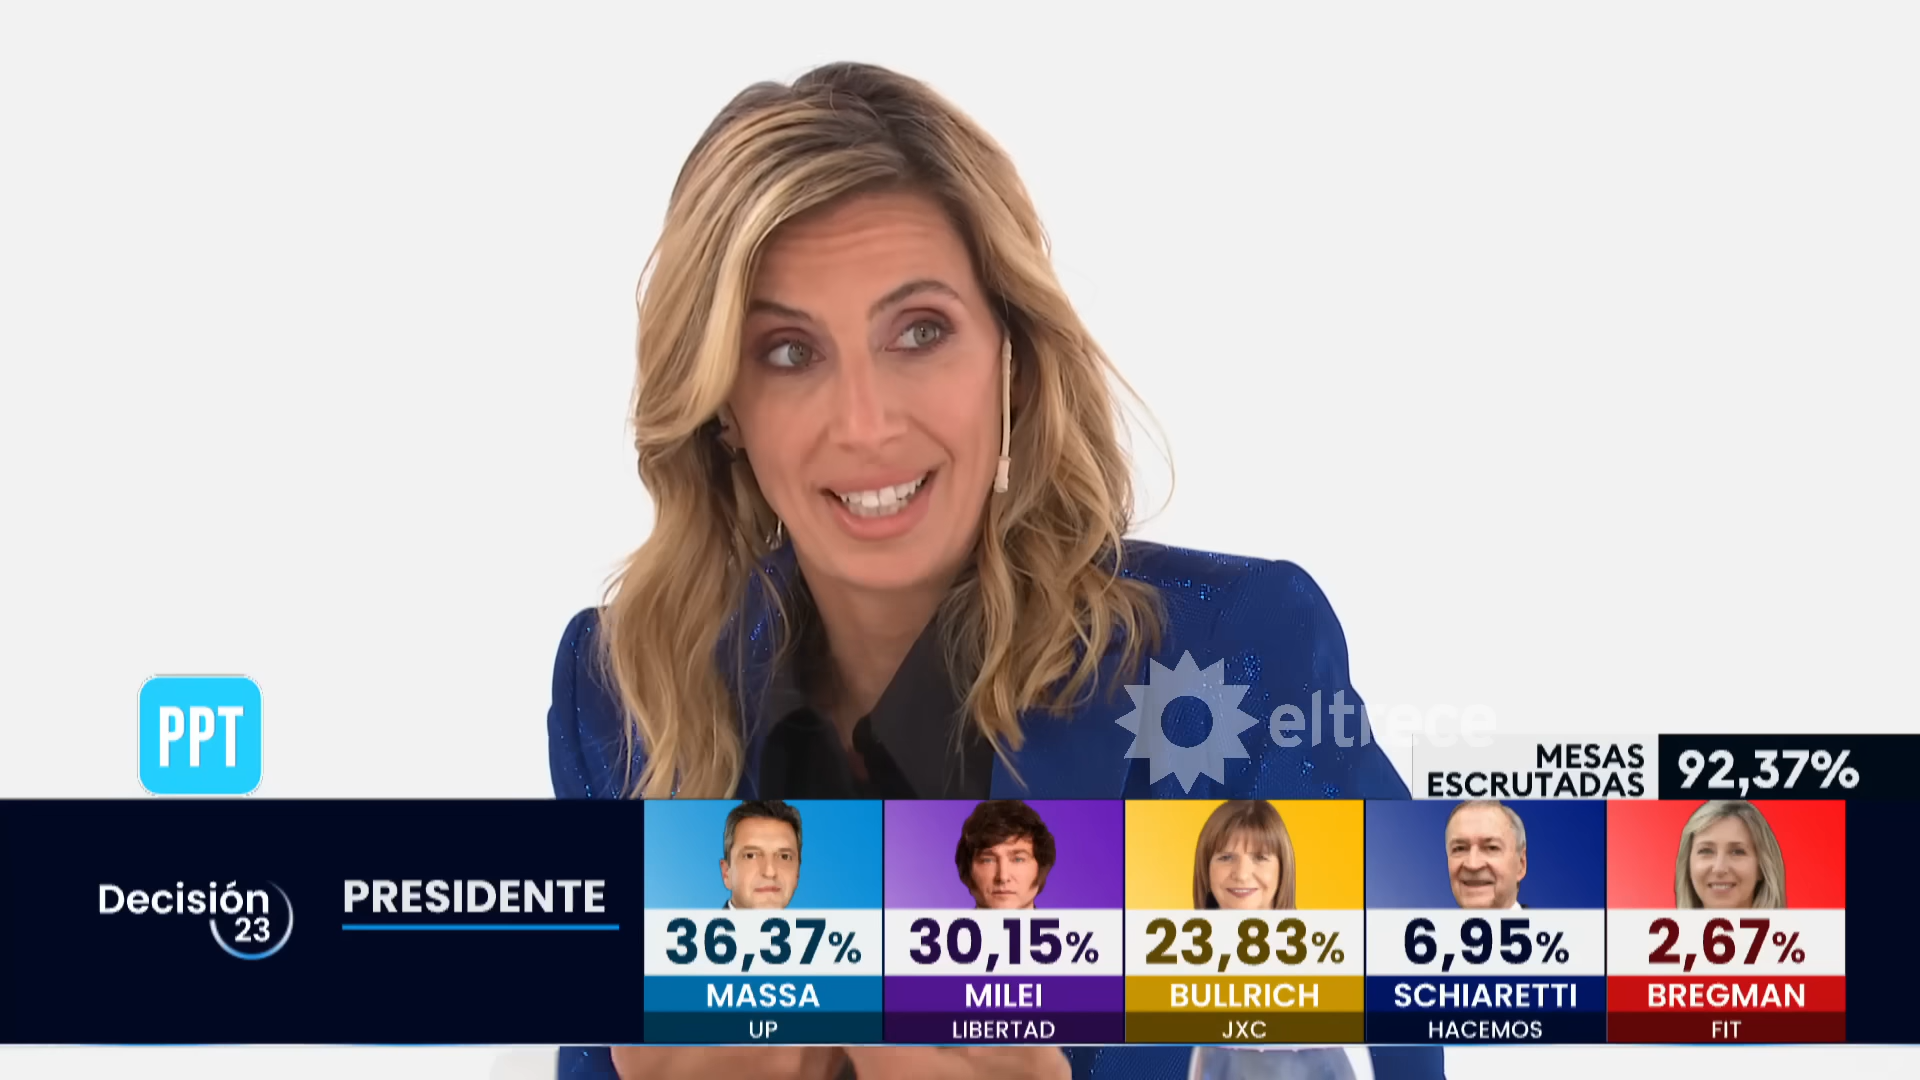 PPT
eltrece
MESAS
ESCRUTADAS
92,37%
Decisión
23
PRESIDENTE
36,37%
MASSA
UP
30,15%
MILEI
LIBERTAD
23,83%
BULLRICH
JXC
6,95%
SCHIARETTI
HACEMOS
2,67%
BREGMAN
FIT